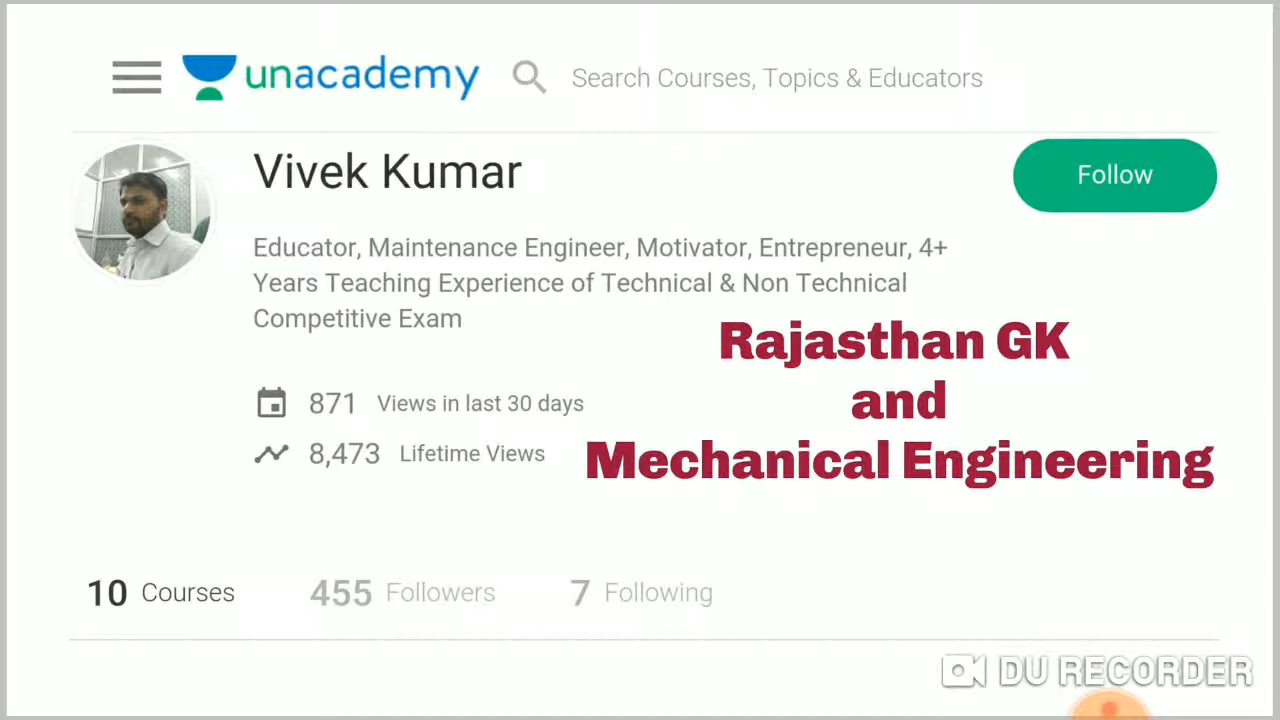 unacademy
Search Courses, Topics & Educators
Vivek Kumar
Follow
Educator, Maintenance Engineer, Motivator, Entrepreneur, 4+
Years Teaching Experience of Technical & Non Technical
Competitive Exam
Rajasthan GK
and
Mechanical Engineering
871 Views in last 30 days
8,473 Lifetime Views
10 Courses 455 Followers 7 Following
DU RECORDER